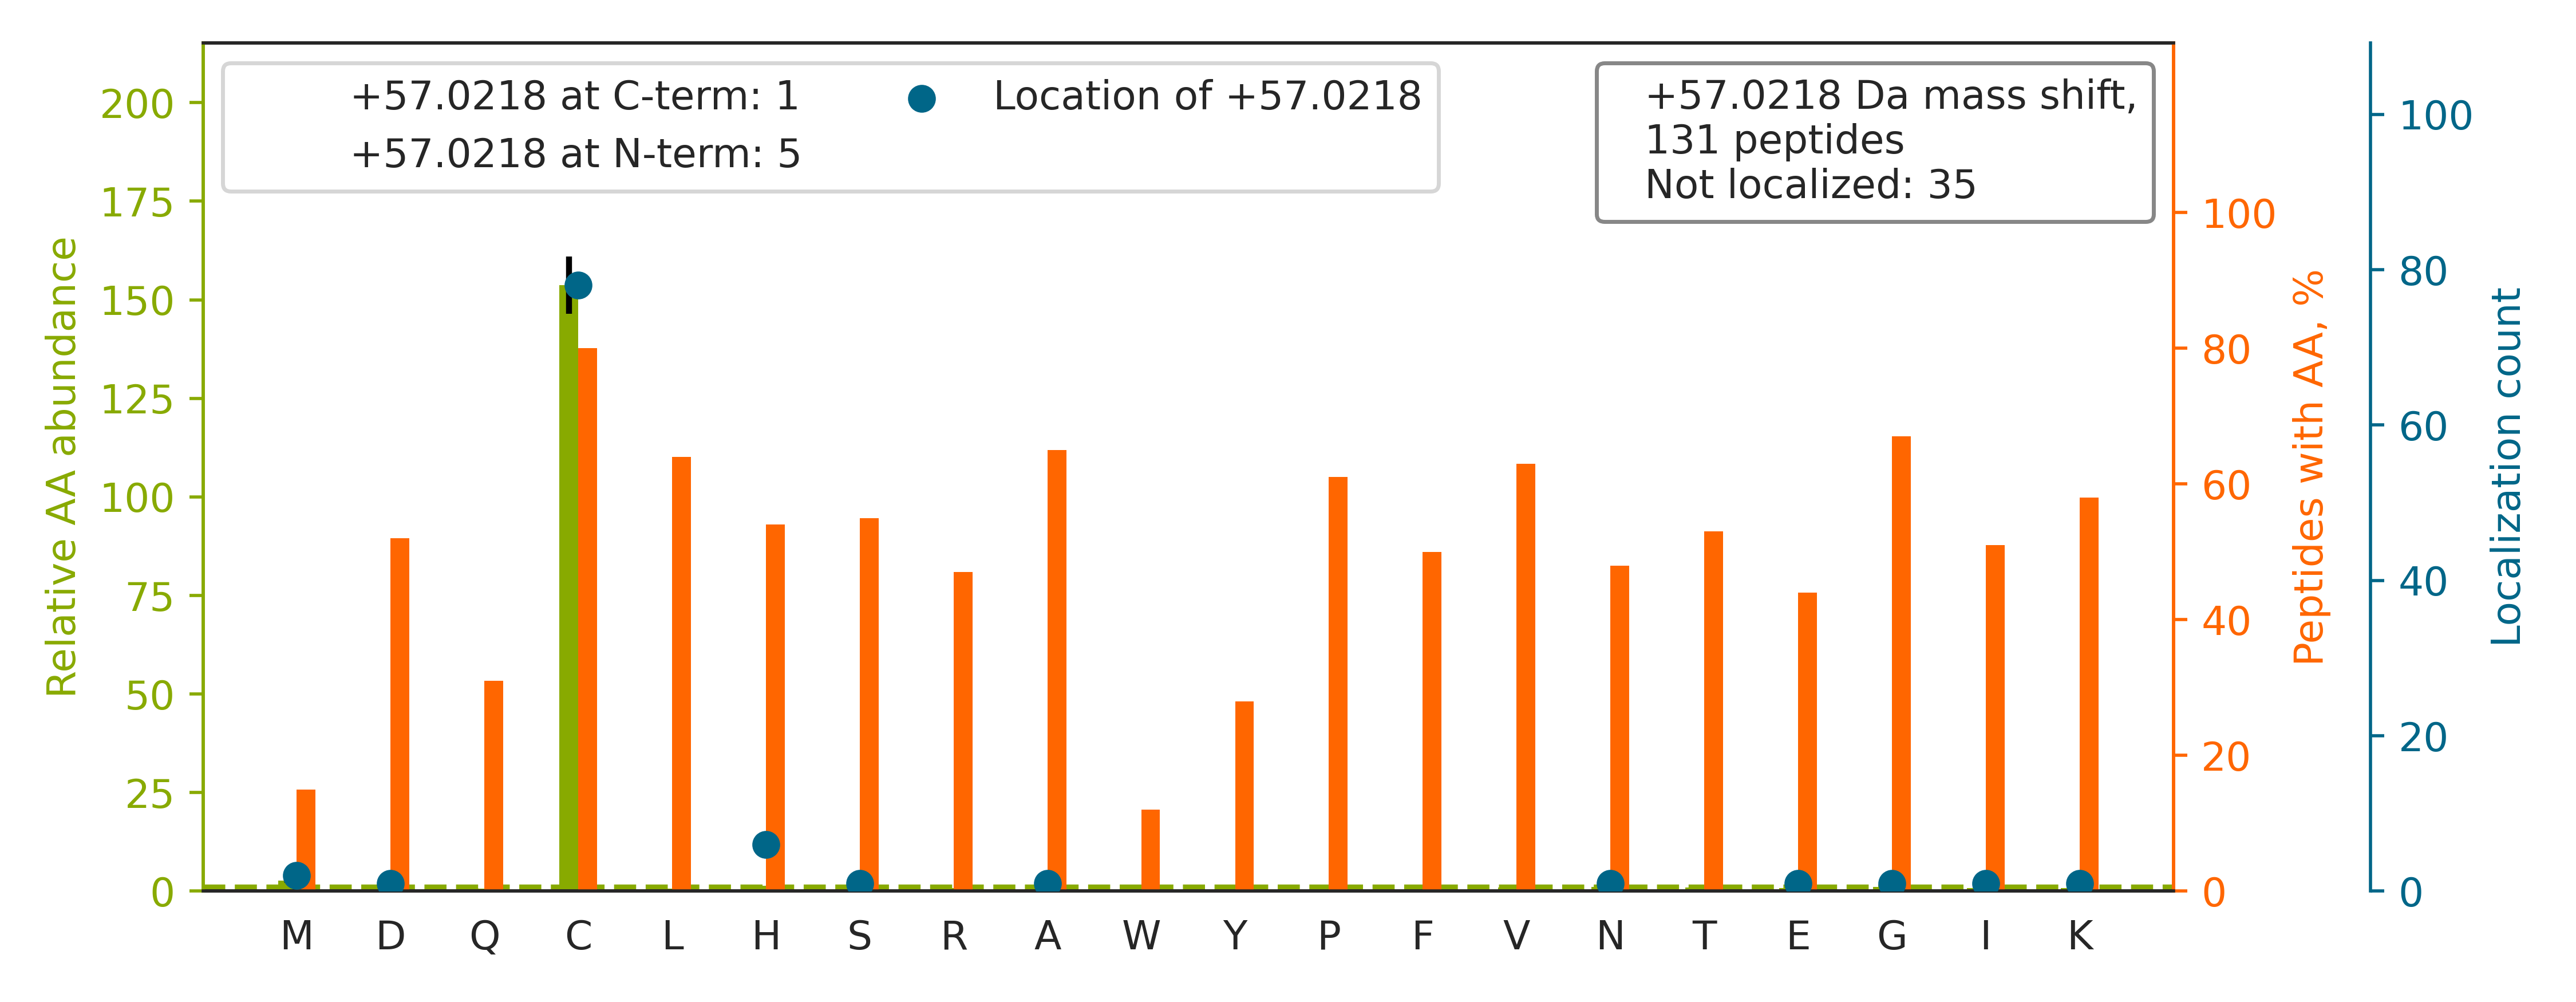 +57.0218 at C-term: 1
+57.0218 at N-term: 5
Location of +57.0218
+57.0218 Da mass shift,
131 peptides
Not localized: 35
Relative AA abundance
200
175
150
125
100
75
50
25
0
M D Q C L H S R A W Y P F V N T E G I K
100
80
60
40
20
0
Peptides with AA, %
100
80
60
40
20
0
Localization count